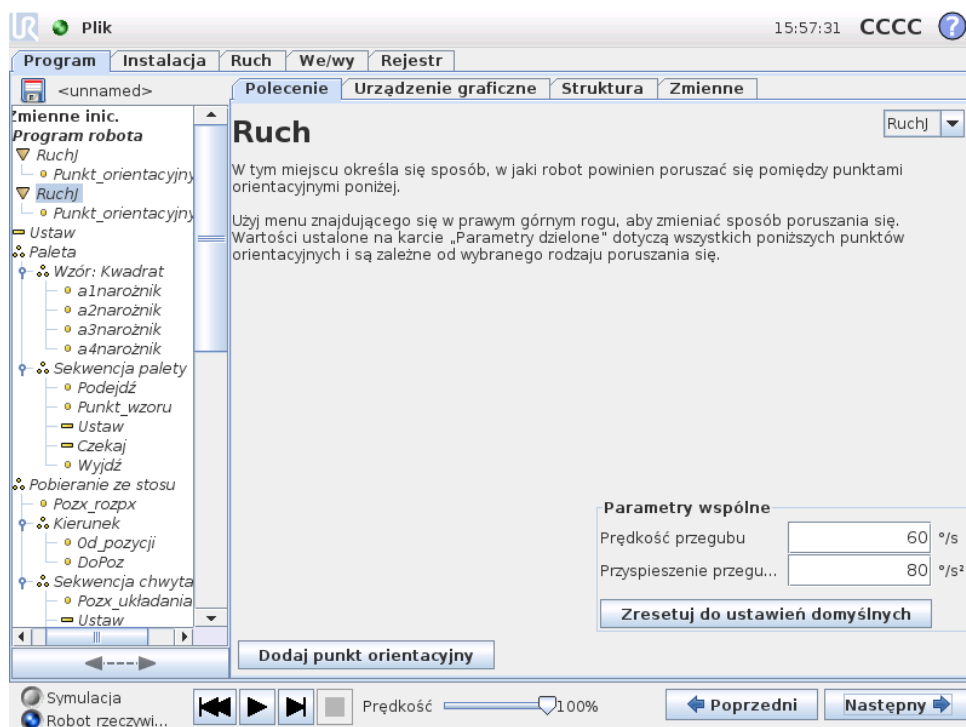 UR Plik 15:57:31 CCCC ?
Program Instalacja Ruch We/wy Rejestr
<unnamed>
Polecenie Urządzenie graficzne Struktura Zmienne
Zmienne inic.
Program robota
RuchJ
Punkt_orientacyjny
RuchJ
Punkt_orientacyjny
Ustaw
Paleta
Wzór: Kwadrat
a1narożnik
a2narożnik
a3narożnik
a4narożnik
Sekwencja palety
Podejdź
Punkt_wzoru
Ustaw
Czekaj
Wyjdź
Pobieranie ze stosu
Pozx_rozpx
Kierunek
Od_pozycji
DoPoz
Sekwencja chwyta
Pozx_układania
Ustaw
Ruch
RuchJ
W tym miejscu określa się sposób, w jaki robot powinien poruszać się pomiędzy punktami
orientacyjnymi poniżej.
Użyj menu znajdującego się w prawym górnym rogu, aby zmieniać sposób poruszania się.
Wartości ustalone na karcie „Parametry dzielone” dotyczą wszystkich poniższych punktów
orientacyjnych i są zależne od wybranego rodzaju poruszania się.
Parametry wspólne
Prędkość przegubu 60 °/s
Przyspieszenie przegu... 80 °/s²
Zresetuj do ustawień domyślnych
Dodaj punkt orientacyjny
Symulacja
Robot rzeczywi...
Prędkość 100%
Poprzedni Następny